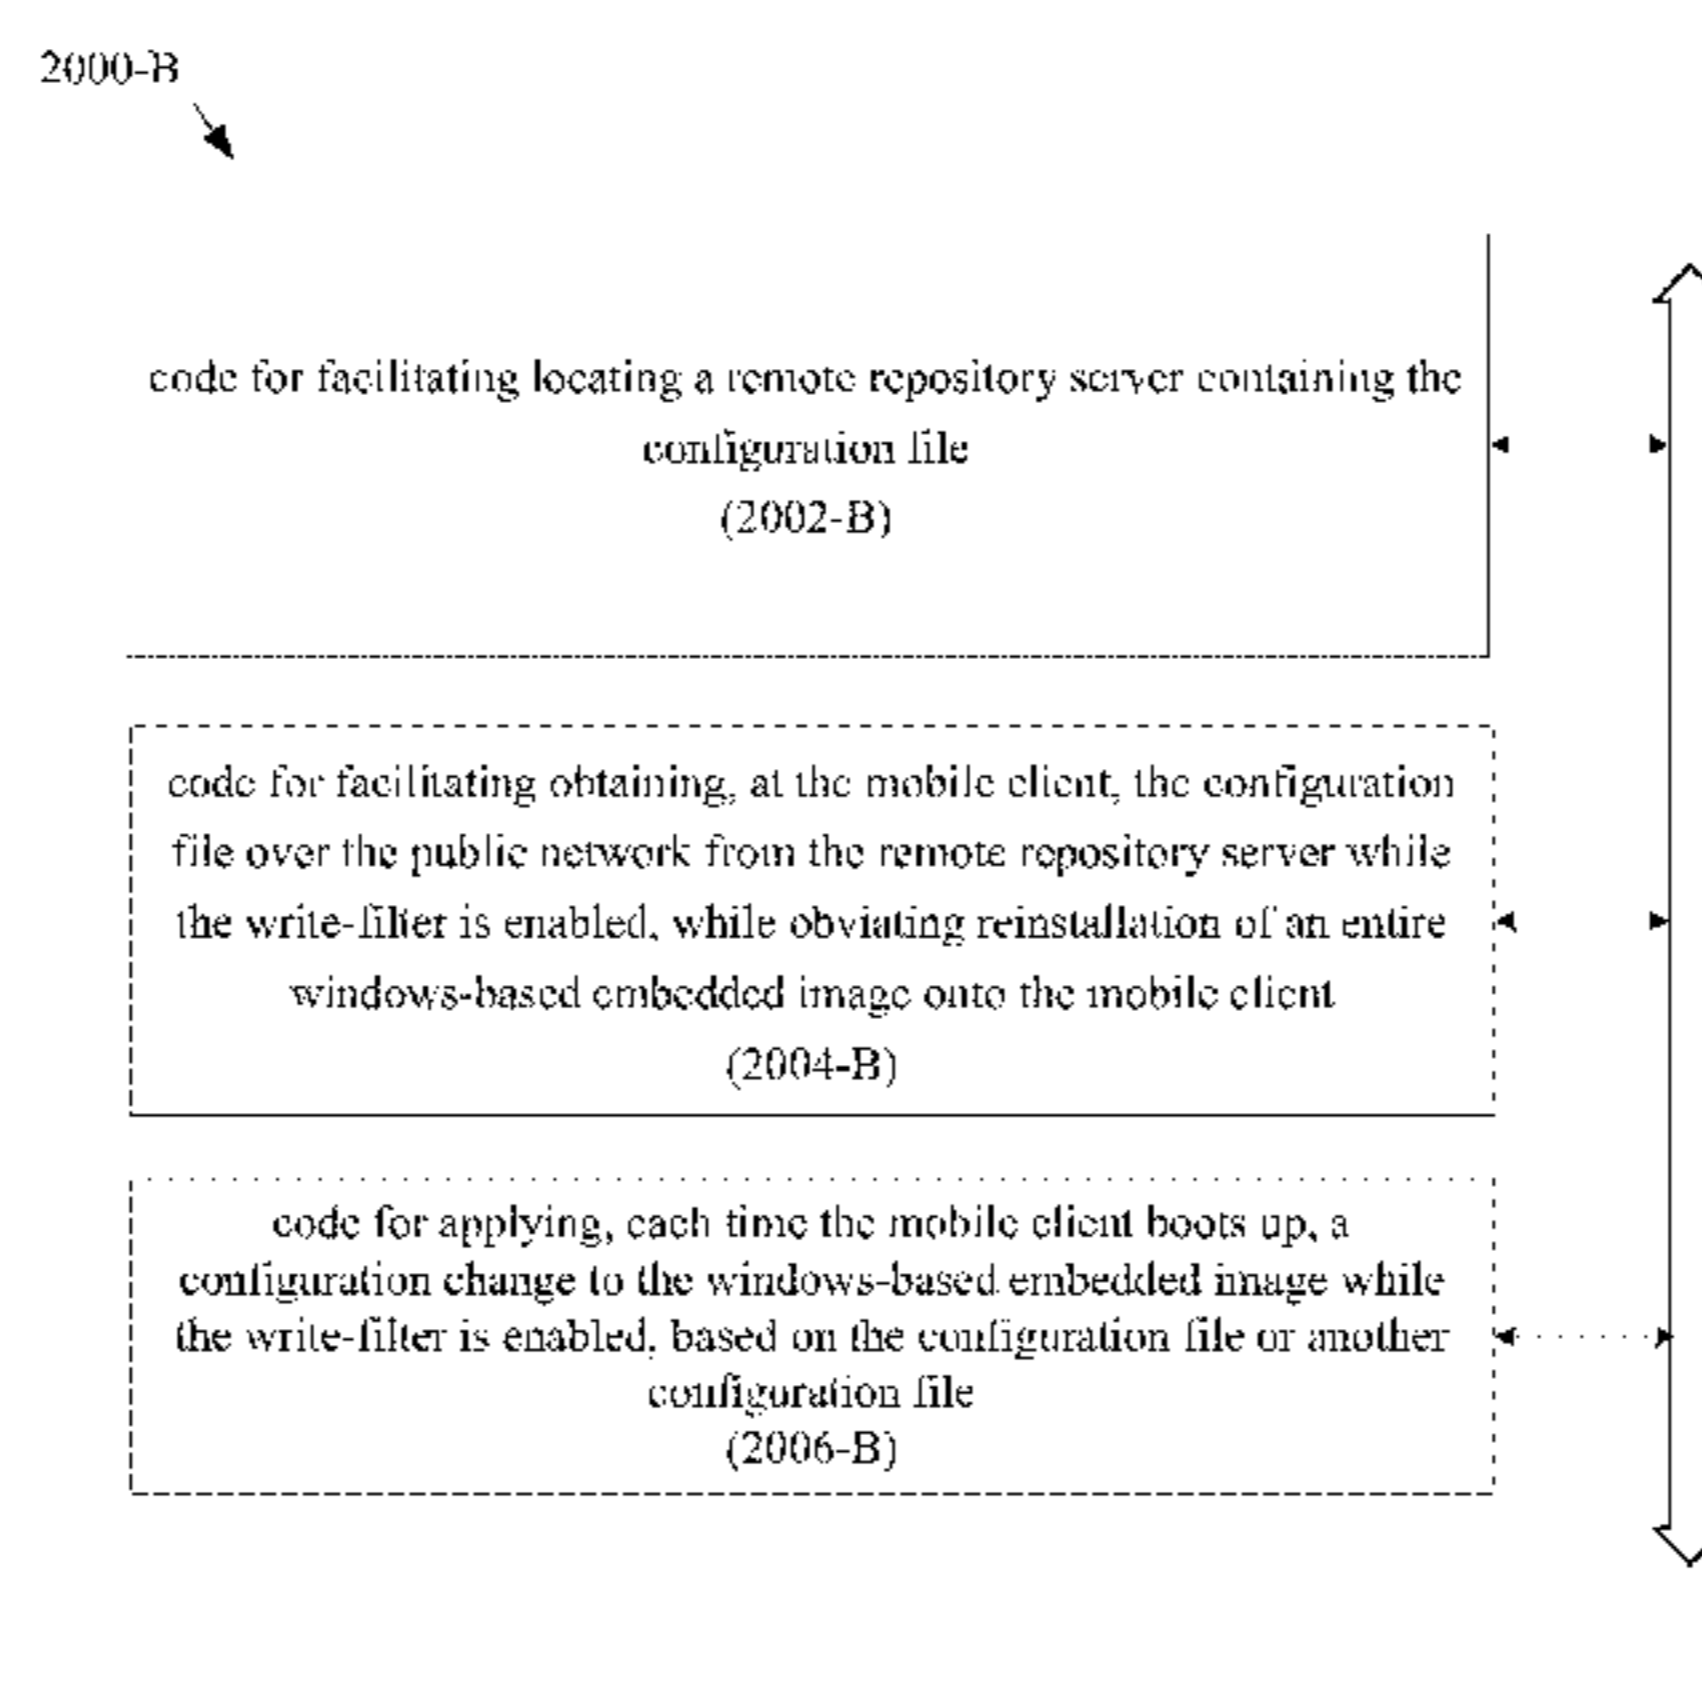 2000-B
code for facilitating locating a remote repository server containing the
configuration file
(2002-B)
code for facilitating obtaining, at the mobile client, the configuration
file over the public network from the remote repository server while
the write-filter is enabled, while obviating reinstallation of an entire
windows-based embedded image onto the mobile client
(2004-B)
code for applying, each time the mobile client boots up, a
configuration change to the windows-based embedded image while
the write-filter is enabled, based on the configuration file or another
configuration file
(2006-B)